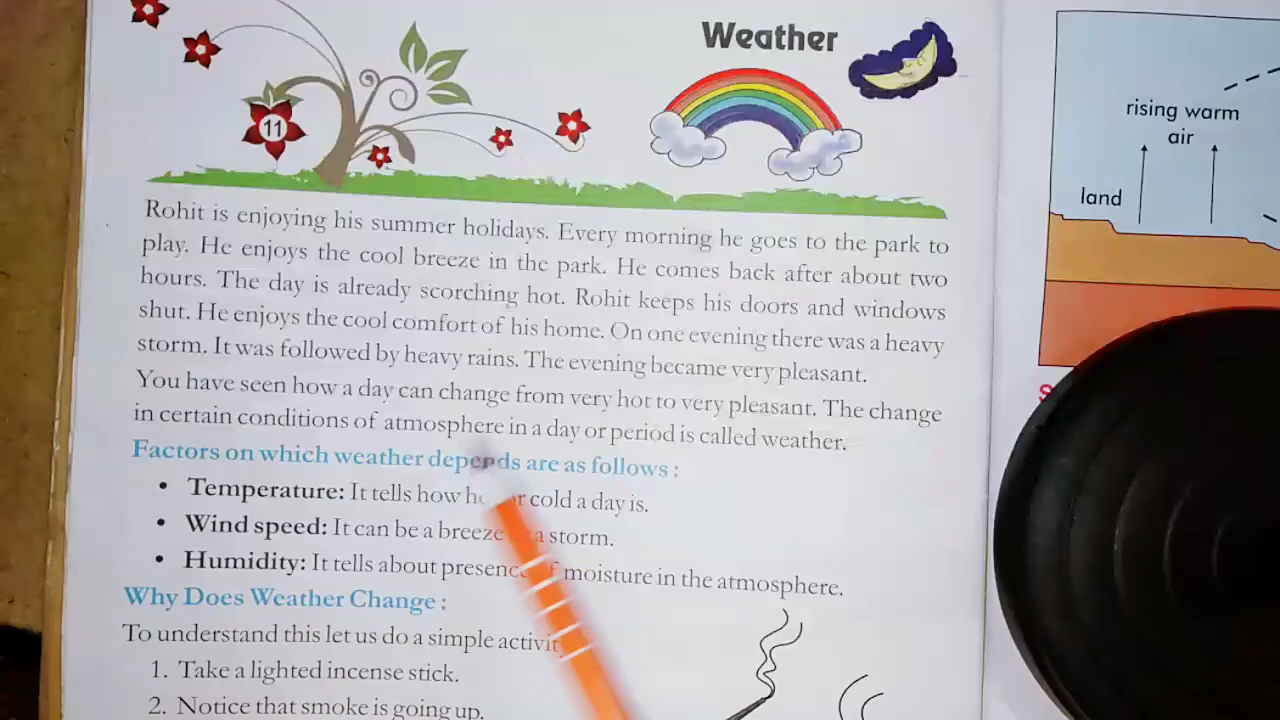 Weather
11
Rohit is enjoying his summer holidays. Every morning he goes to the park to
play. He enjoys the cool breeze in the park. He comes back after about two
hours. The day is already scorching hot. Rohit keeps his doors and windows
shut. He enjoys the cool comfort of his home. On one evening there was a heavy
storm. It was followed by heavy rains. The evening became very pleasant.
You have seen how a day can change from very hot to very pleasant. The change
in certain conditions of atmosphere in a day or period is called weather.
Factors on which weather depends are as follows :
• Temperature: It tells how cold a day is.
• Wind speed: It can be a breeze a storm.
• Humidity: It tells about presence moisture in the atmosphere.
Why Does Weather Change :
To understand this let us do a simple
1. Take a lighted incense stick.
2. Notice that smoke is going up.
rising warm
air
land